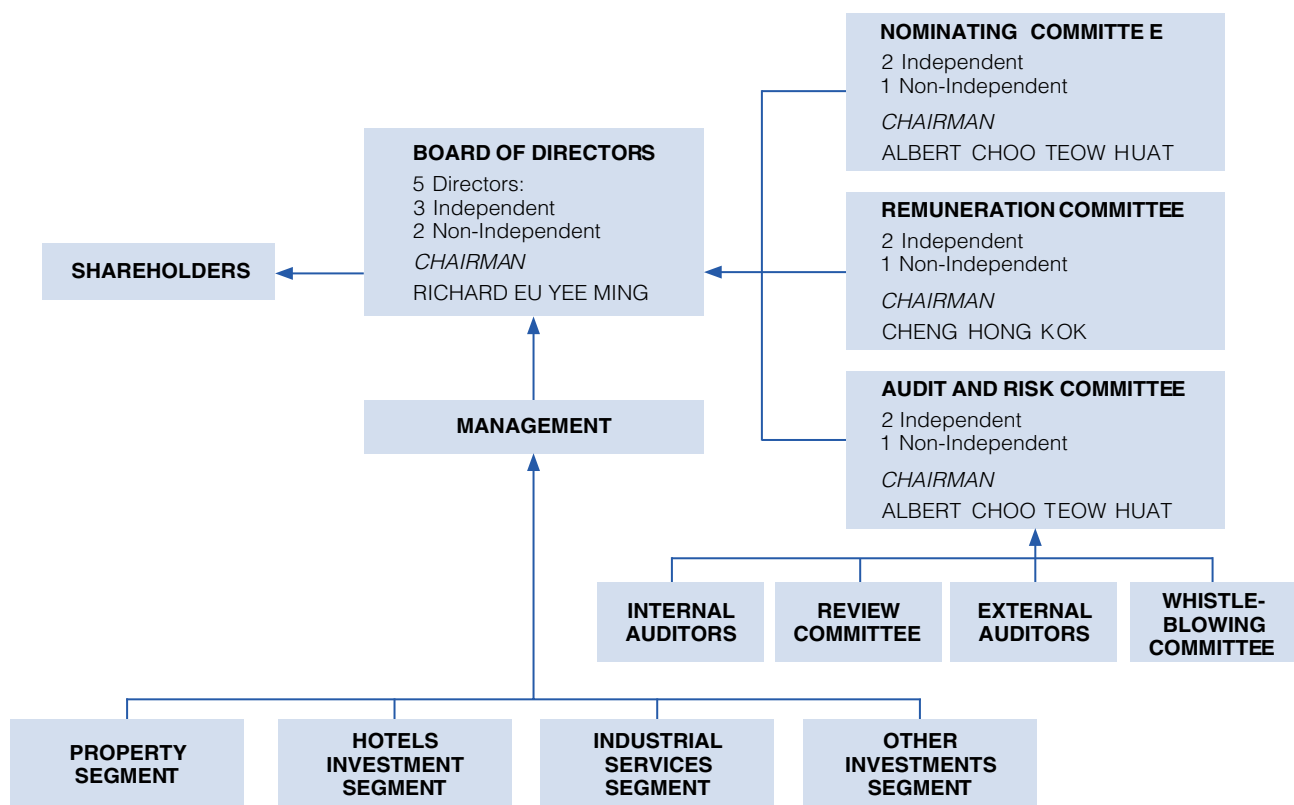 NOMINATING COMMITTE E
2 Independent
1 Non-Independent
CHAIRMAN
ALBERT CHOO TEOW HUAT
BOARD OF DIRECTORS
5 Directors:
3 Independent
2 Non-Independent
CHAIRMAN
RICHARD EU YEE MING
SHAREHOLDERS
REMUNERATION COMMITTEE
2 Independent
1 Non-Independent
CHAIRMAN
CHENG HONG KOK
MANAGEMENT
AUDIT AND RISK COMMITTEE
2 Independent
1 Non-Independent
CHAIRMAN
ALBERT CHOO TEOW HUAT
INTERNAL
AUDITORS
REVIEW
COMMITTEE
EXTERNAL
AUDITORS
WHISTLE-
BLOWING
COMMITTEE
PROPERTY
SEGMENT
HOTELS
INVESTMENT
SEGMENT
INDUSTRIAL
SERVICES
SEGMENT
OTHER
INVESTMENTS
SEGMENT